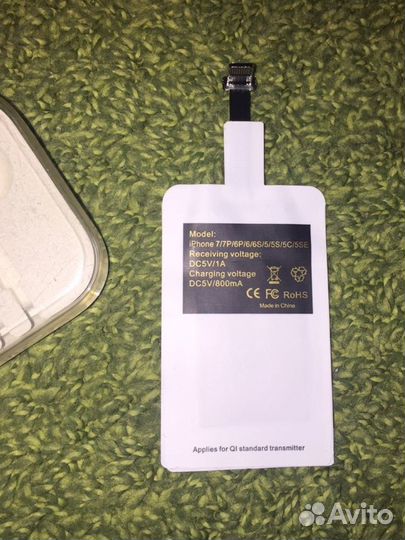 Model:
iPhone 7/7P/6P/6/6S/5/5S/5C/5SE
Receiving voltage:
DC5V/1A
Charging voltage
DC5V/800mA
CE FC RoHS
Made in China
Applies for QI standard transmitter
Avito